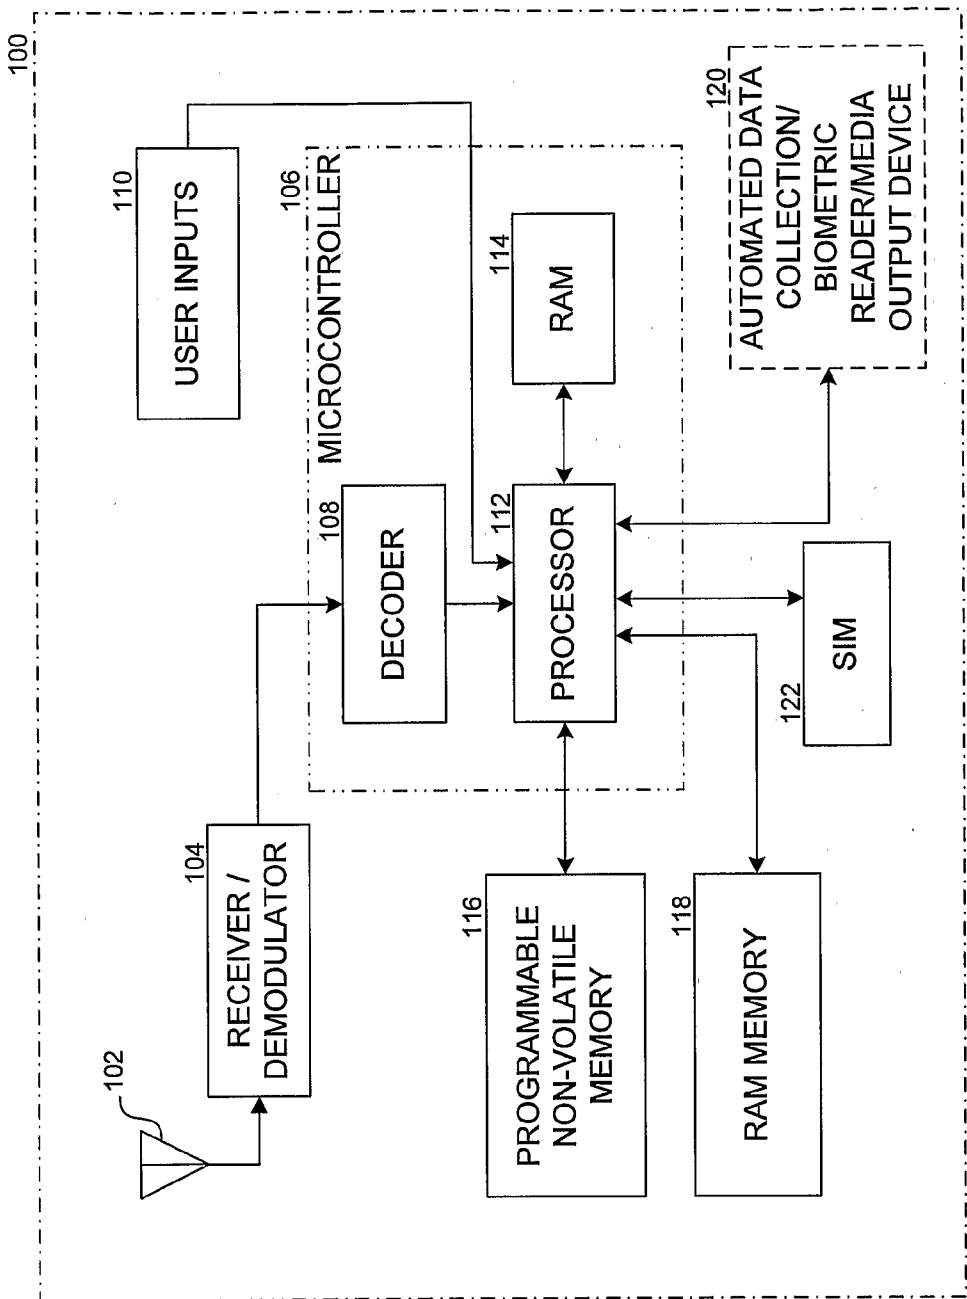 100
102
RECEIVER /
DEMODULATOR
104
USER INPUTS
110
MICROCONTROLLER
106
DECODER
108
PROCESSOR
112
RAM
114
PROGRAMMABLE
NON-VOLATILE
MEMORY
116
RAM MEMORY
118
SIM
122
AUTOMATED DATA
COLLECTION/
BIOMETRIC
READER/MEDIA
OUTPUT DEVICE
120